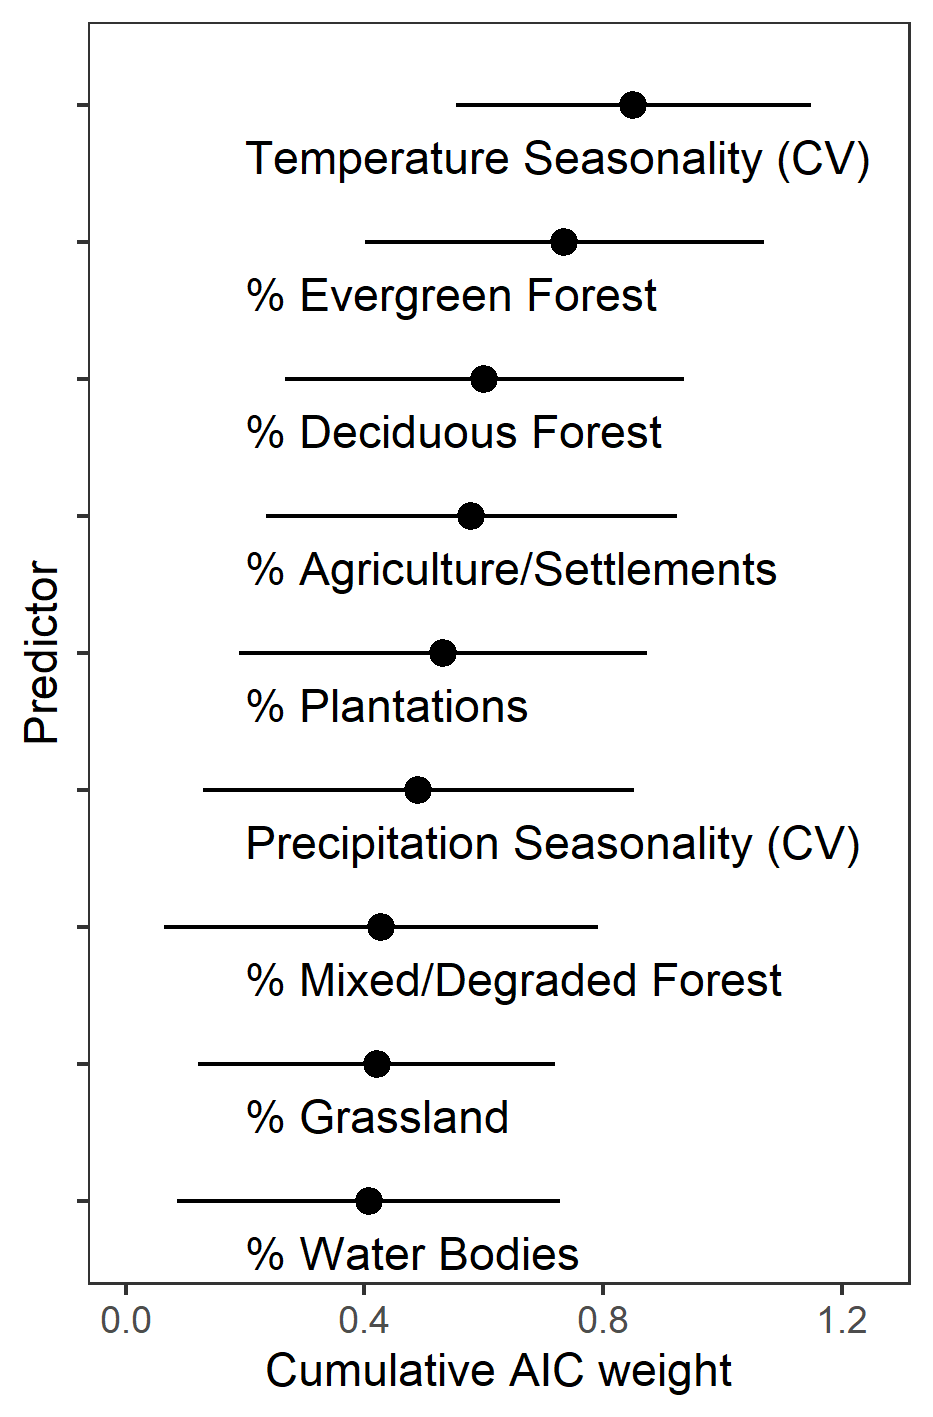 Temperature Seasonality (CV)
% Evergreen Forest
% Deciduous Forest
% Agriculture/Settlements
% Plantations
Precipitation Seasonality (CV)
% Mixed/Degraded Forest
% Grassland
% Water Bodies
Predictor
0.0 0.4 0.8 1.2
Cumulative AIC weight